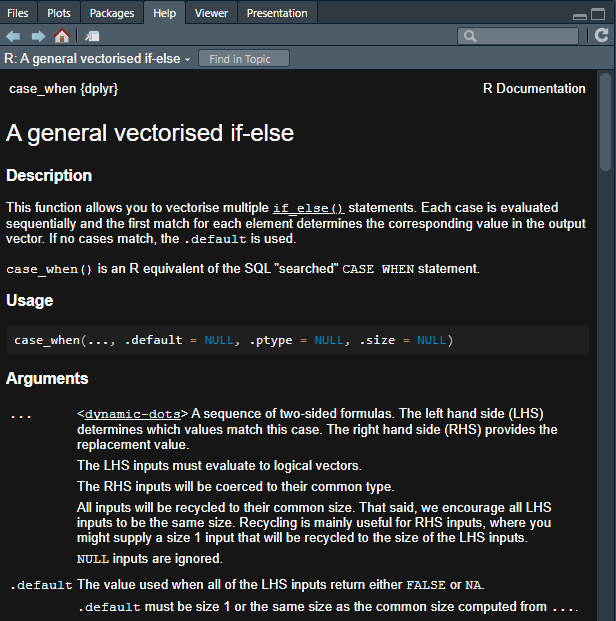 Files Plots Packages Help Viewer Presentation
R: A general vectorised if-else Find in Topic
case_when {dplyr} R Documentation
A general vectorised if-else
Description
This function allows you to vectorise multiple if_else() statements. Each case is evaluated
sequentially and the first match for each element determines the corresponding value in the output
vector. If no cases match, the .default is used.
case_when() is an R equivalent of the SQL "searched" CASE WHEN statement.
Usage
case_when(..., .default = NULL, .ptype = NULL, .size = NULL)
Arguments
... <dynamic-dots> A sequence of two-sided formulas. The left hand side (LHS)
determines which values match this case. The right hand side (RHS) provides the
replacement value.
The LHS inputs must evaluate to logical vectors.
The RHS inputs will be coerced to their common type.
All inputs will be recycled to their common size. That said, we encourage all LHS
inputs to be the same size. Recycling is mainly useful for RHS inputs, where you
might supply a size 1 input that will be recycled to the size of the LHS inputs.
NULL inputs are ignored.
.default The value used when all of the LHS inputs return either FALSE or NA.
.default must be size 1 or the same size as the common size computed from ....